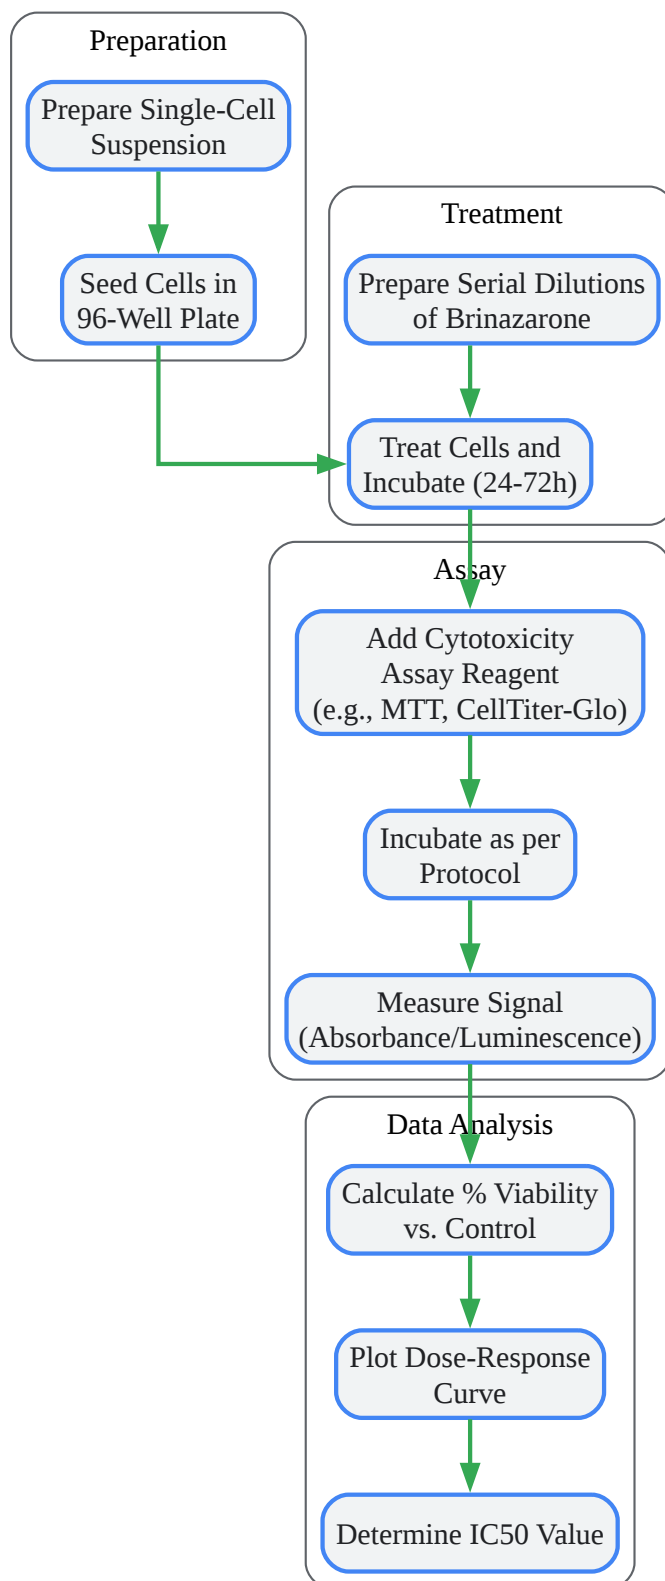 Preparation
Prepare Single-Cell
Suspension
Seed Cells in
96-Well Plate
Treatment
Prepare Serial Dilutions
of Brinazarone
Treat Cells and
Incubate (24-72h)
Assay
Add Cytotoxicity
Assay Reagent
(e.g., MTT, CellTiter-Glo)
Incubate as per
Protocol
Measure Signal
(Absorbance/Luminescence)
Data Analysis
Calculate % Viability
vs. Control
Plot Dose-Response
Curve
Determine IC50 Value